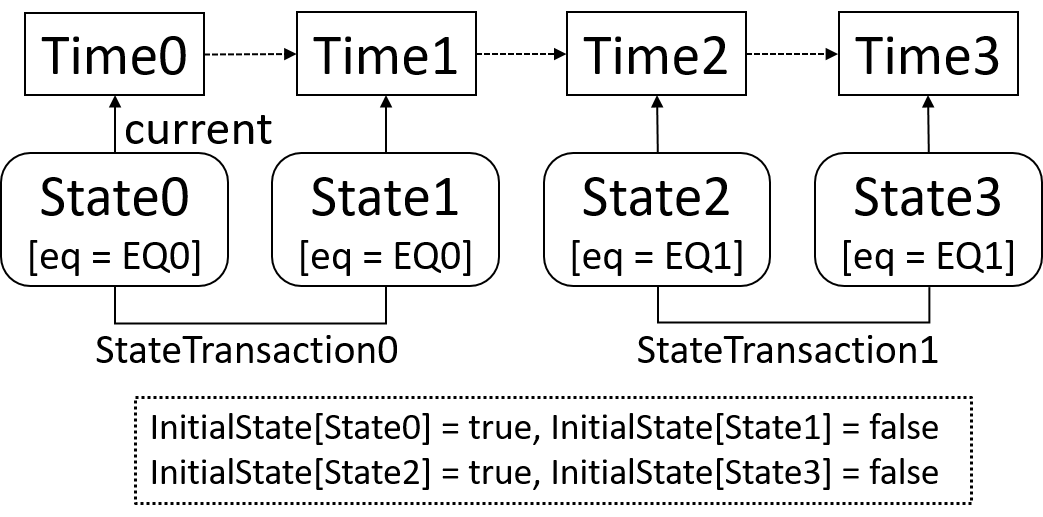 Time0 Time1 Time2 Time3
current
State0 State1 State2 State3
[eq = EQ0] [eq = EQ0] [eq = EQ1] [eq = EQ1]
StateTransaction0 StateTransaction1
InitialState[State0] = true, InitialState[State1] = false
InitialState[State2] = true, InitialState[State3] = false